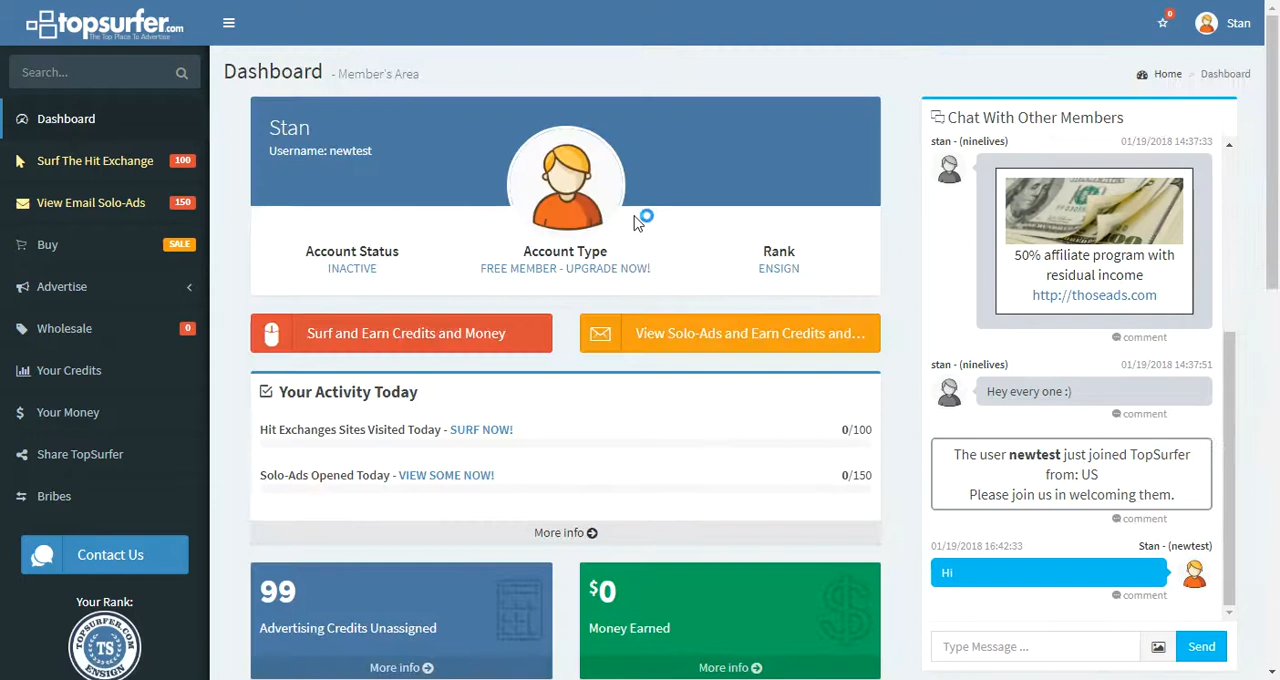 topsurfer.com
The Top Place To Advertise
0
Stan
Search...
Dashboard
Surf The Hit Exchange 100
View Email Solo-Ads 150
Buy SALE
Advertise
Wholesale 0
Your Credits
Your Money
Share TopSurfer
Bribes
Contact Us
Your Rank:
TOPSURFER.COM
TS
ENSIGN
Dashboard - Member's Area
Home > Dashboard
Stan
Username: newtest
Account Status
INACTIVE
Account Type
FREE MEMBER - UPGRADE NOW!
Rank
ENSIGN
Surf and Earn Credits and Money
View Solo-Ads and Earn Credits and...
Your Activity Today
Hit Exchanges Sites Visited Today - SURF NOW! 0/100
Solo-Ads Opened Today - VIEW SOME NOW! 0/150
More info
99
Advertising Credits Unassigned
More info
$0
Money Earned
More info
Chat With Other Members
stan - (ninelives) 01/19/2018 14:37:33
50% affiliate program with
residual income
http://thoseads.com
comment
stan - (ninelives) 01/19/2018 14:37:51
Hey every one :)
comment
The user newtest just joined TopSurfer
from: US
Please join us in welcoming them.
comment
01/19/2018 16:42:33 Stan - (newtest)
Hi
comment
Type Message ...
Send